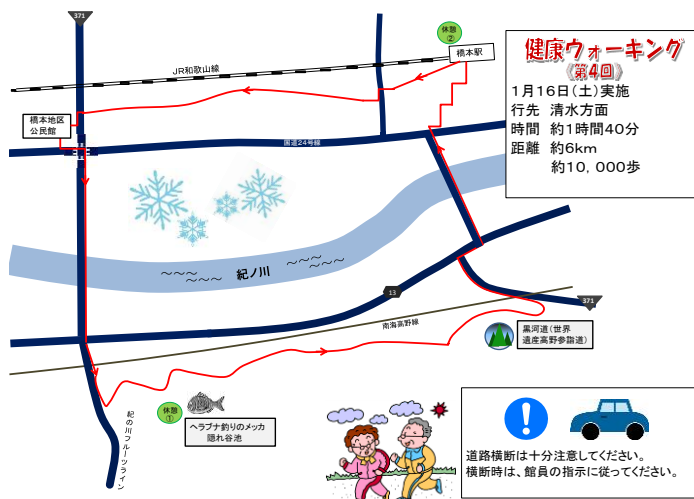 371
休憩
②
橋本駅
JR和歌山線
健康ウォーキング
《第4回》
1月16日(土)実施
行先 清水方面
時間 約1時間40分
距離 約6km
約10,000歩
橋本地区
公民館
国道24号線
紀ノ川
13
371
南海高野線
黒河道(世界
遺産高野参詣道)
休憩
①
ヘラブナ釣りのメッカ
隠れ谷池
紀の川フルーツライン
道路横断は十分注意してください。
横断時は、館員の指示に従ってください。